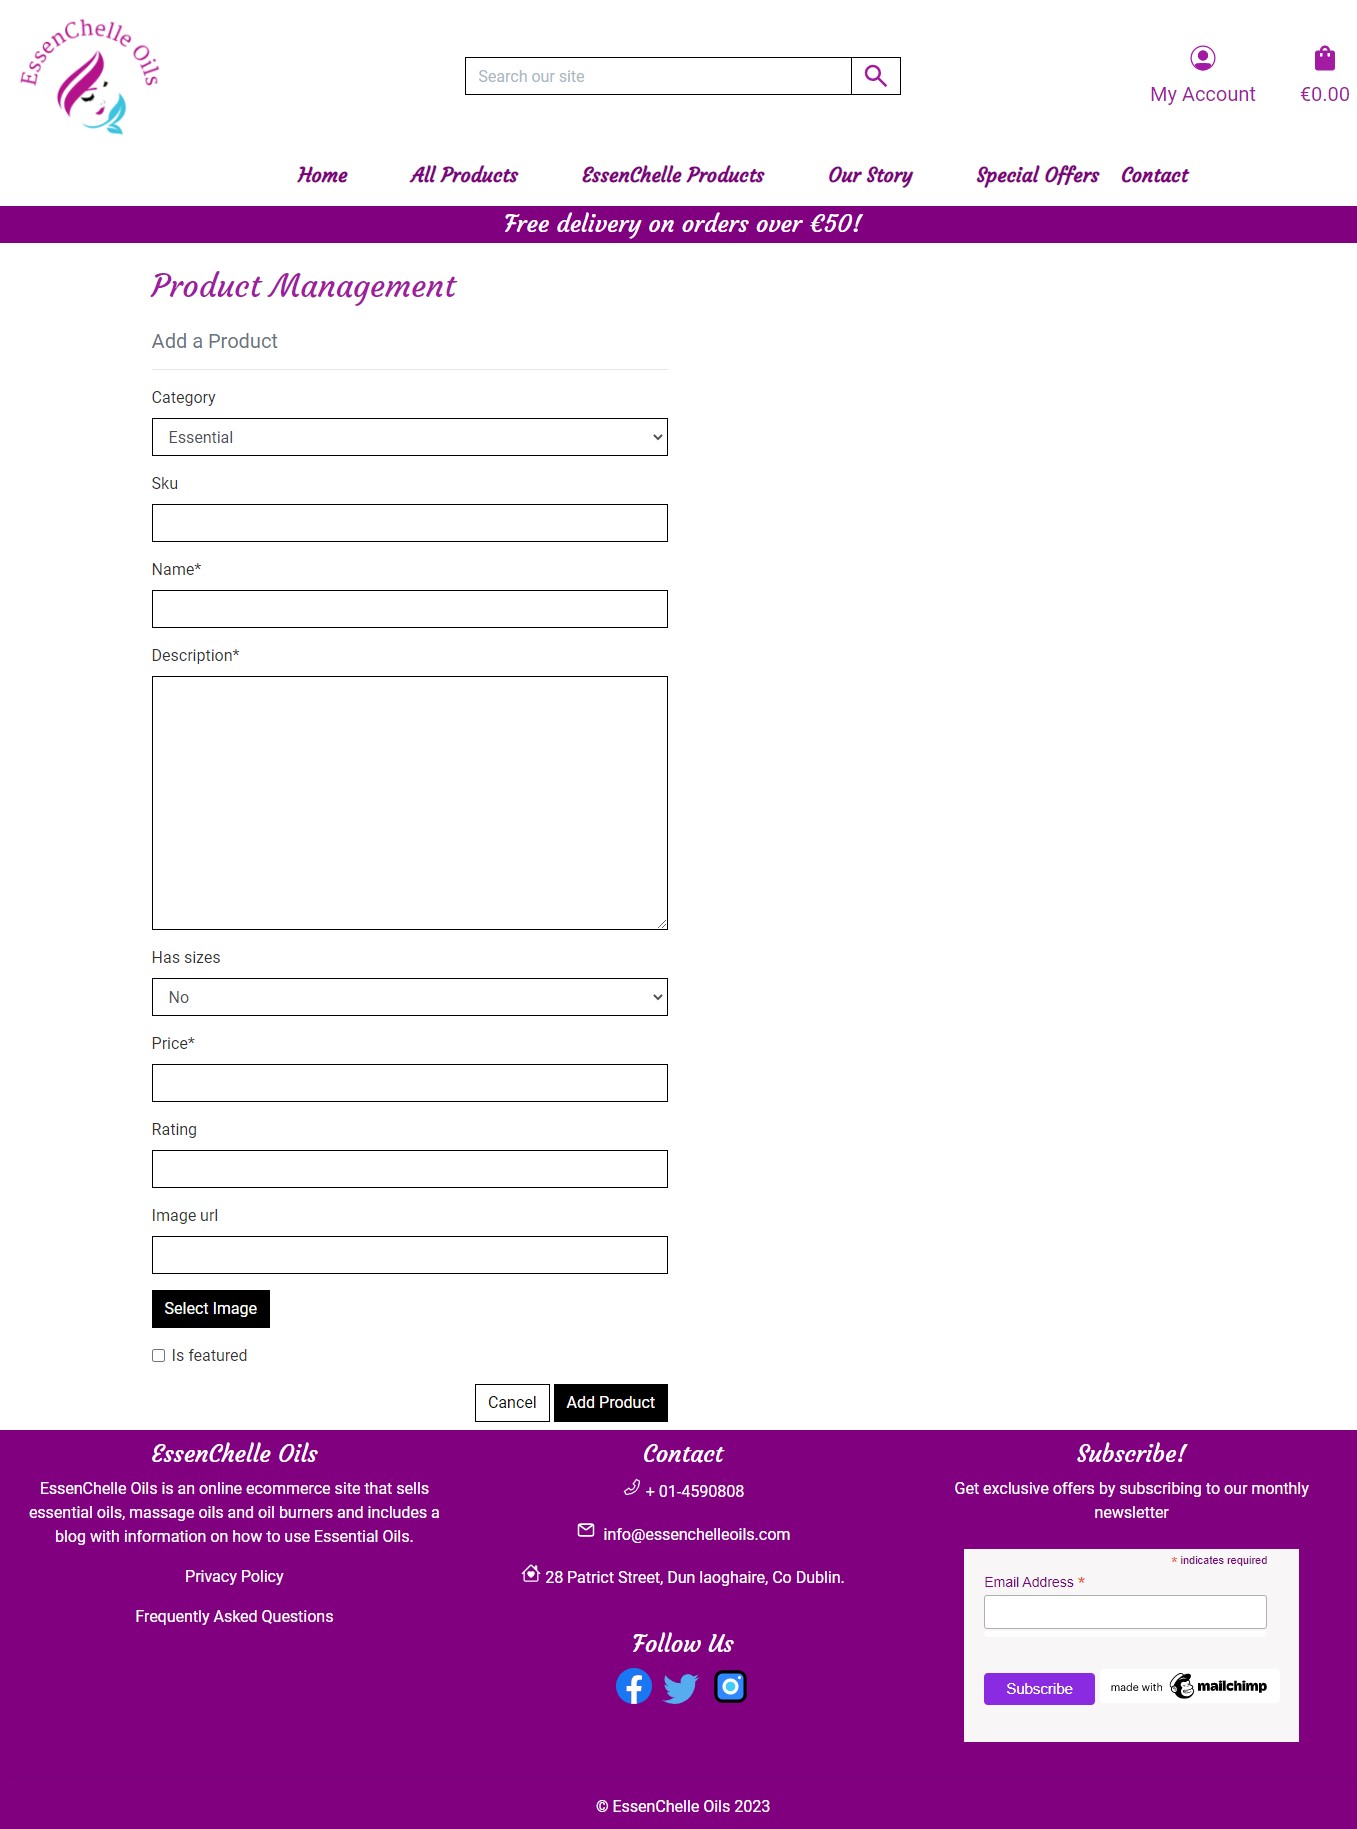 EssenChelle Oils
Search our site
My Account
€0.00
Home All Products EssenChelle Products Our Story Special Offers Contact
Free delivery on orders over €50!
Product Management
Add a Product
Category
Essential
Sku
Name*
Description*
Has sizes
No
Price*
Rating
Image url
Select Image
Is featured
Cancel Add Product
EssenChelle Oils
EssenChelle Oils is an online ecommerce site that sells
essential oils, massage oils and oil burners and includes a
blog with information on how to use Essential Oils.
Privacy Policy
Frequently Asked Questions
Contact
+ 01-4590808
info@essenchelleoils.com
28 Patrict Street, Dun laoghaire, Co Dublin.
Follow Us
Subscribe!
Get exclusive offers by subscribing to our monthly
newsletter
* indicates required
Email Address *
Subscribe
made with mailchimp
© EssenChelle Oils 2023